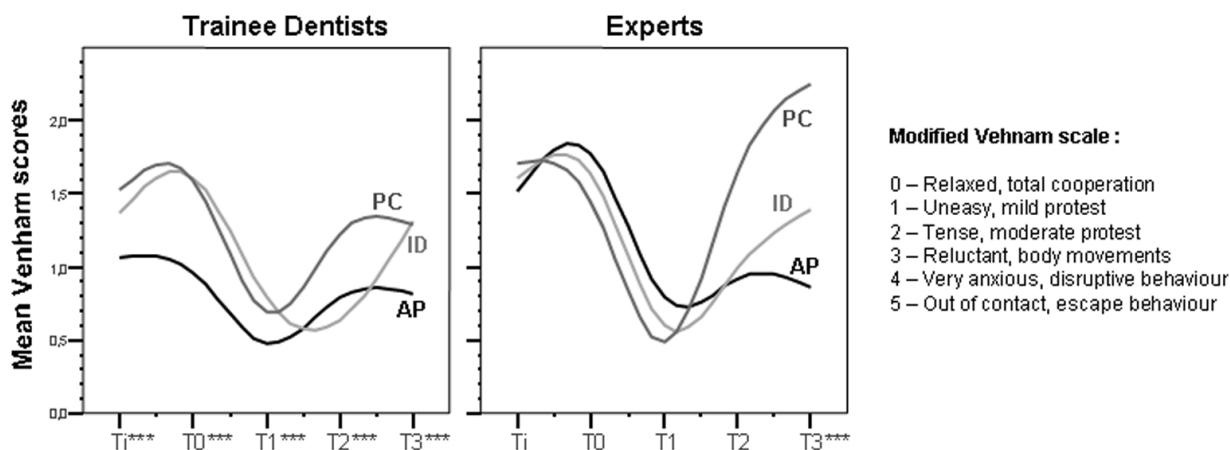 Trainee Dentists
Experts
Mean Venham scores
2,0
1,5
1,0
0,5
0,0
PC
ID
AP
Ti*** T0*** T1*** T2*** T3***
PC
ID
AP
Ti T0 T1 T2 T3***
Modified Vehnam scale :
0 – Relaxed, total cooperation
1 – Uneasy, mild protest
2 – Tense, moderate protest
3 – Reluctant, body movements
4 – Very anxious, disruptive behaviour
5 – Out of contact, escape behaviour